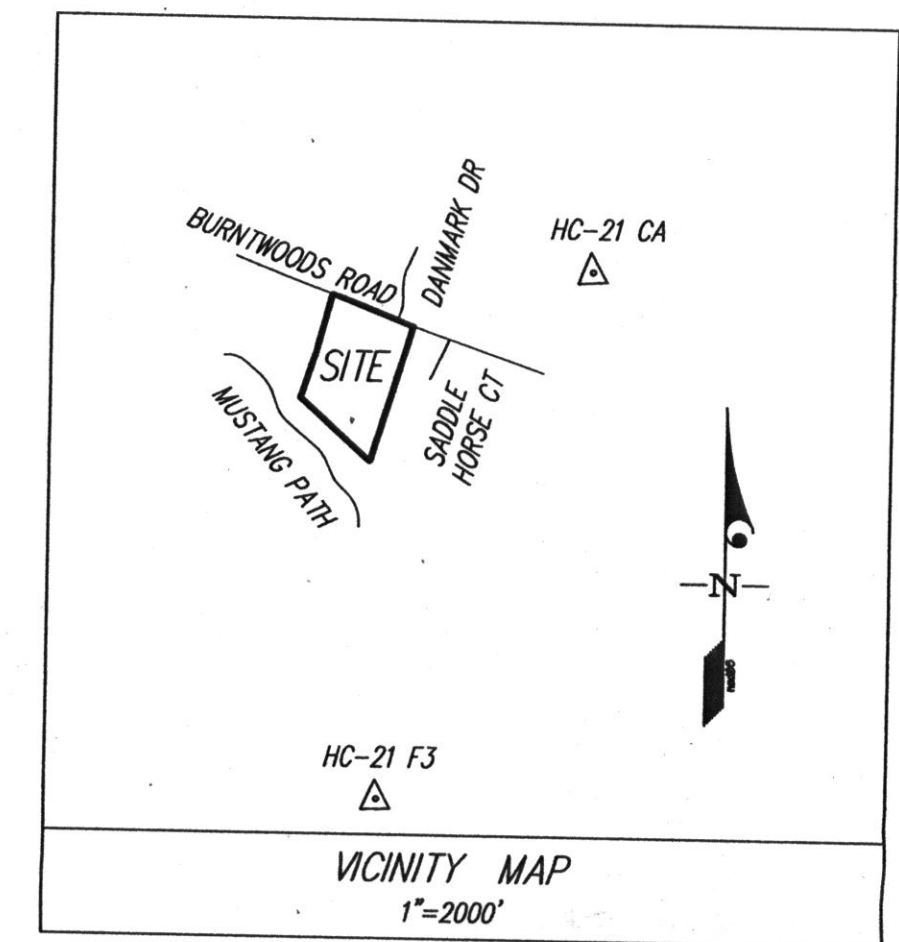 DANMARK DR
HC-21 CA
BURNTWOODS ROAD
SITE
SADDLE
HORSE CT
MUSTANG PATH
N
HC-21 F3
VICINITY MAP
1"=2000'